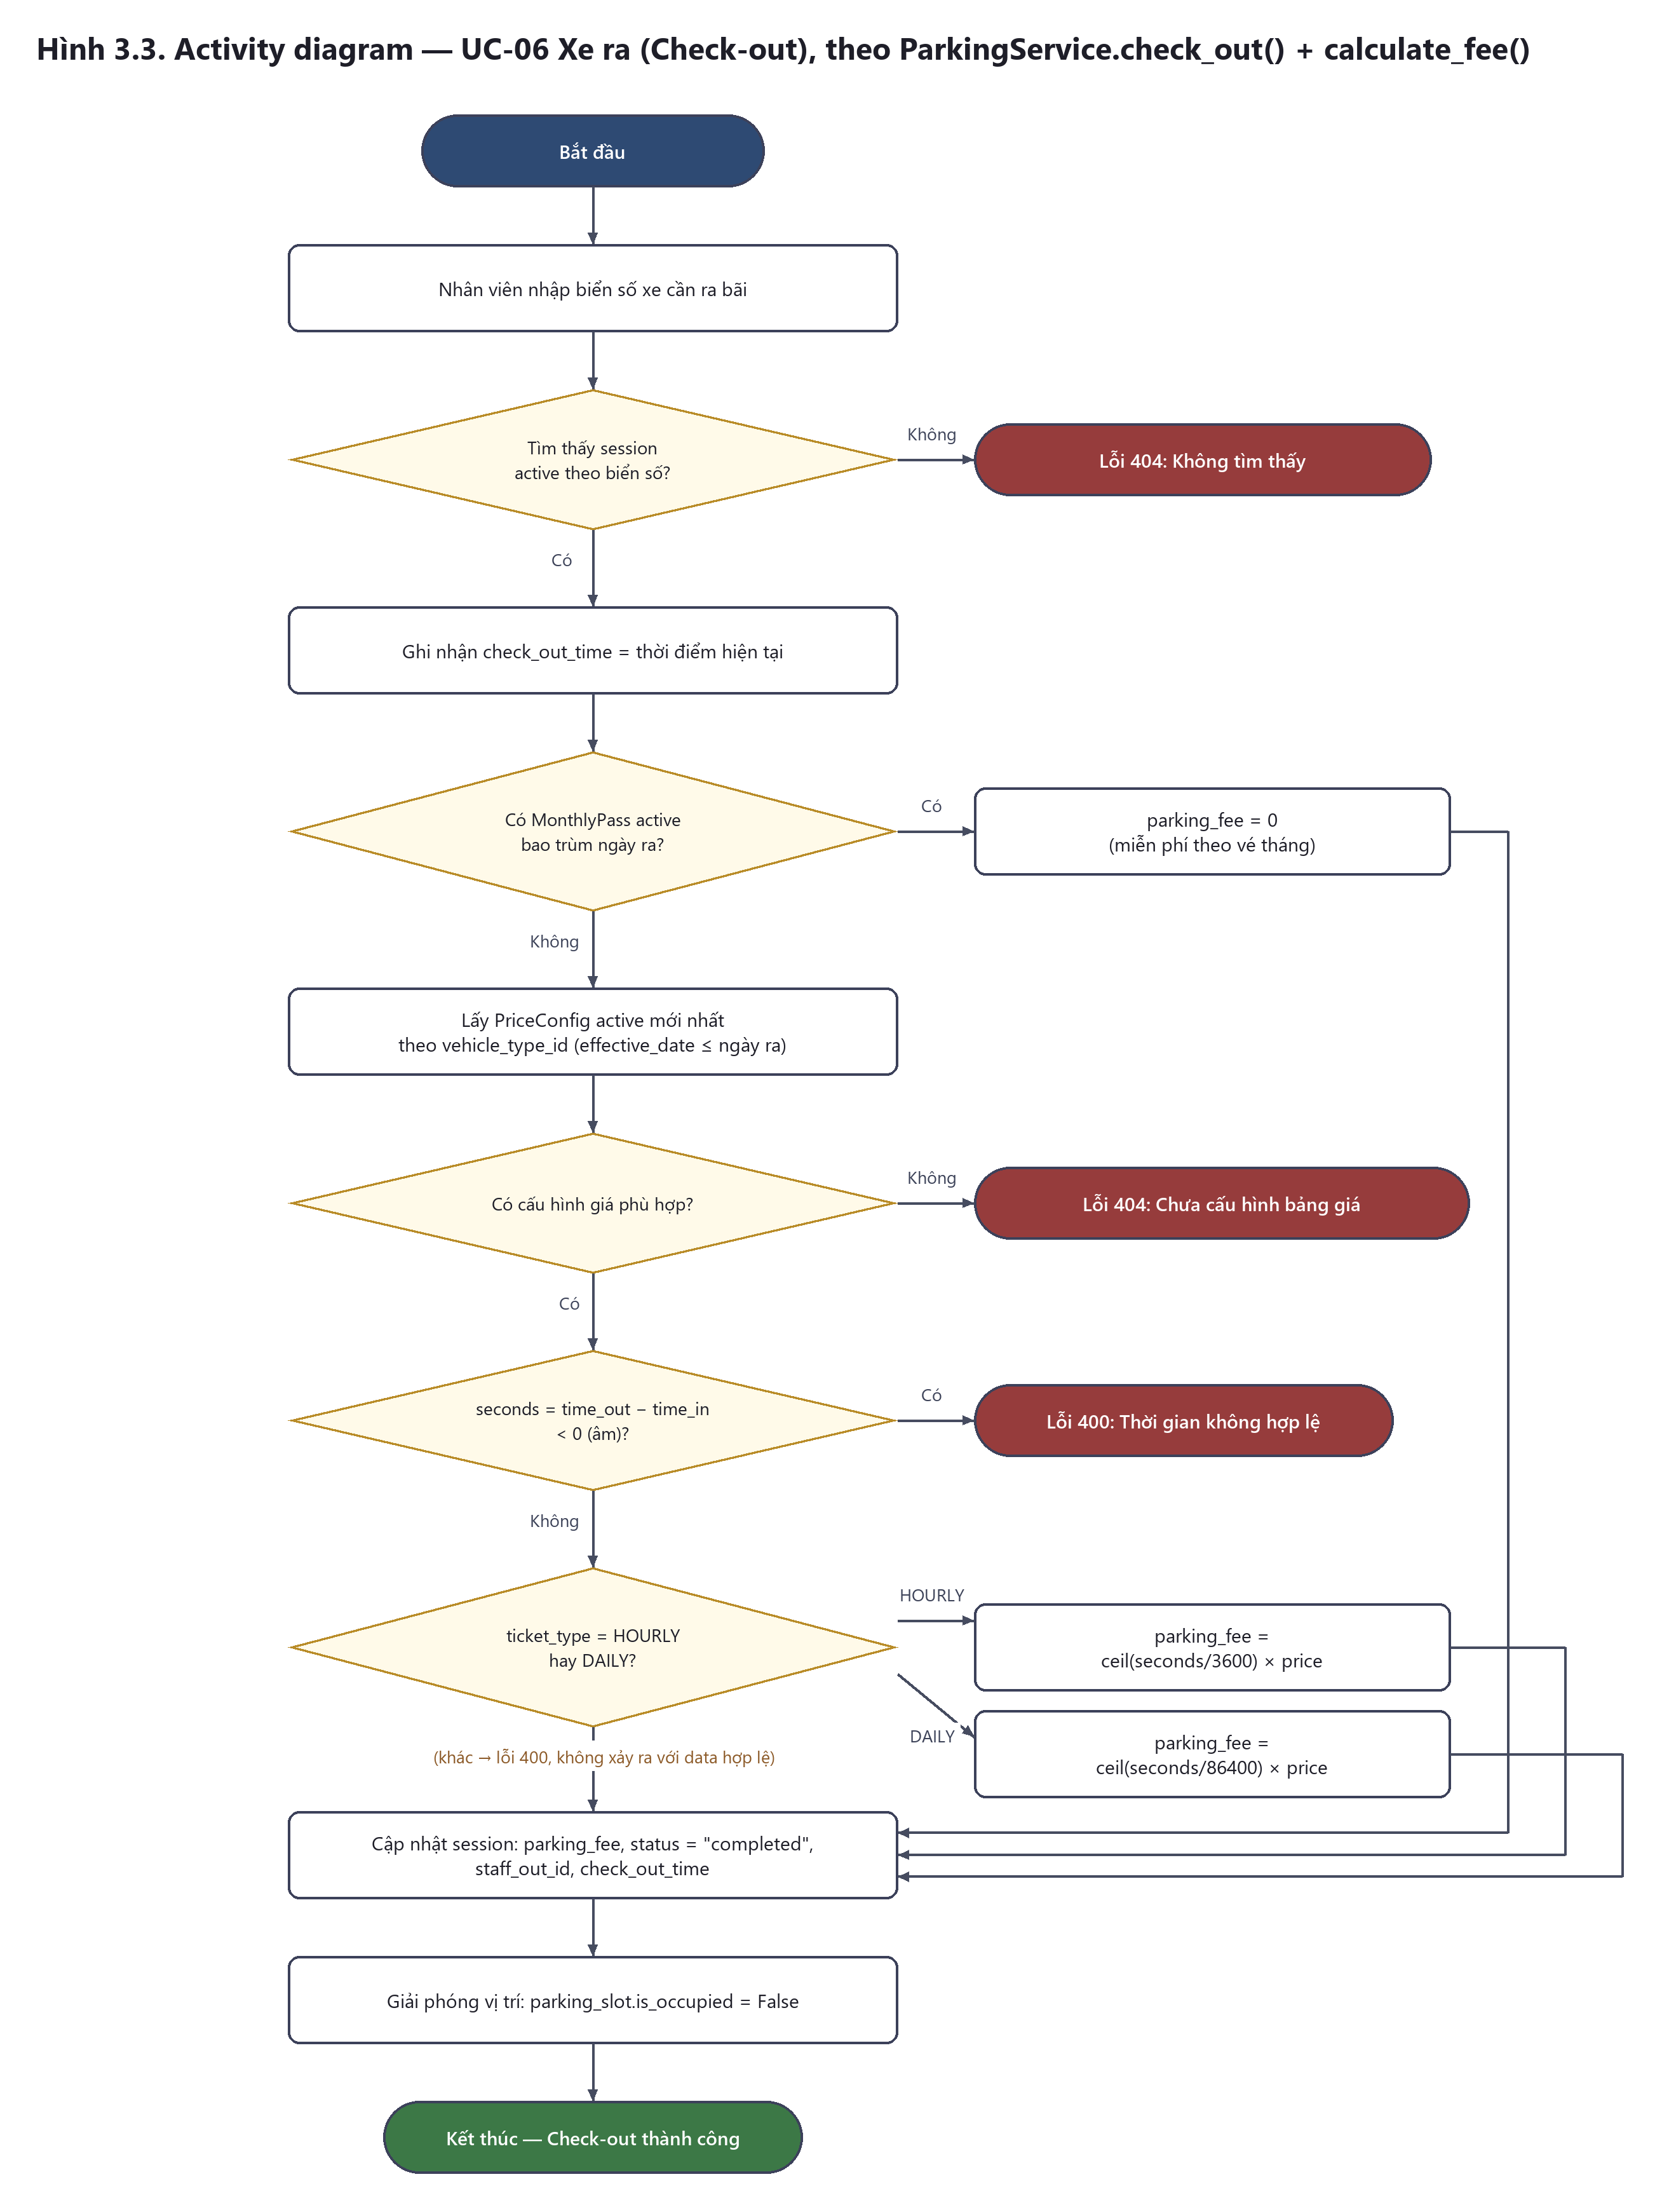 Hình 3.3. Activity diagram — UC-06 Xe ra (Check-out), theo ParkingService.check_out() + calculate_fee()
Bắt đầu
Nhân viên nhập biển số xe cần ra bãi
Tìm thấy session
active theo biển số?
Không
Lỗi 404: Không tìm thấy
Có
Ghi nhận check_out_time = thời điểm hiện tại
Có MonthlyPass active
bao trùm ngày ra?
Có
parking_fee = 0
(miễn phí theo vé tháng)
Không
Lấy PriceConfig active mới nhất
theo vehicle_type_id (effective_date ≤ ngày ra)
Có cấu hình giá phù hợp?
Không
Lỗi 404: Chưa cấu hình bảng giá
Có
seconds = time_out − time_in
< 0 (âm)?
Có
Lỗi 400: Thời gian không hợp lệ
Không
ticket_type = HOURLY
hay DAILY?
HOURLY
parking_fee =
ceil(seconds/3600) × price
DAILY
parking_fee =
ceil(seconds/86400) × price
(khác → lỗi 400, không xảy ra với data hợp lệ)
Cập nhật session: parking_fee, status = "completed",
staff_out_id, check_out_time
Giải phóng vị trí: parking_slot.is_occupied = False
Kết thúc — Check-out thành công